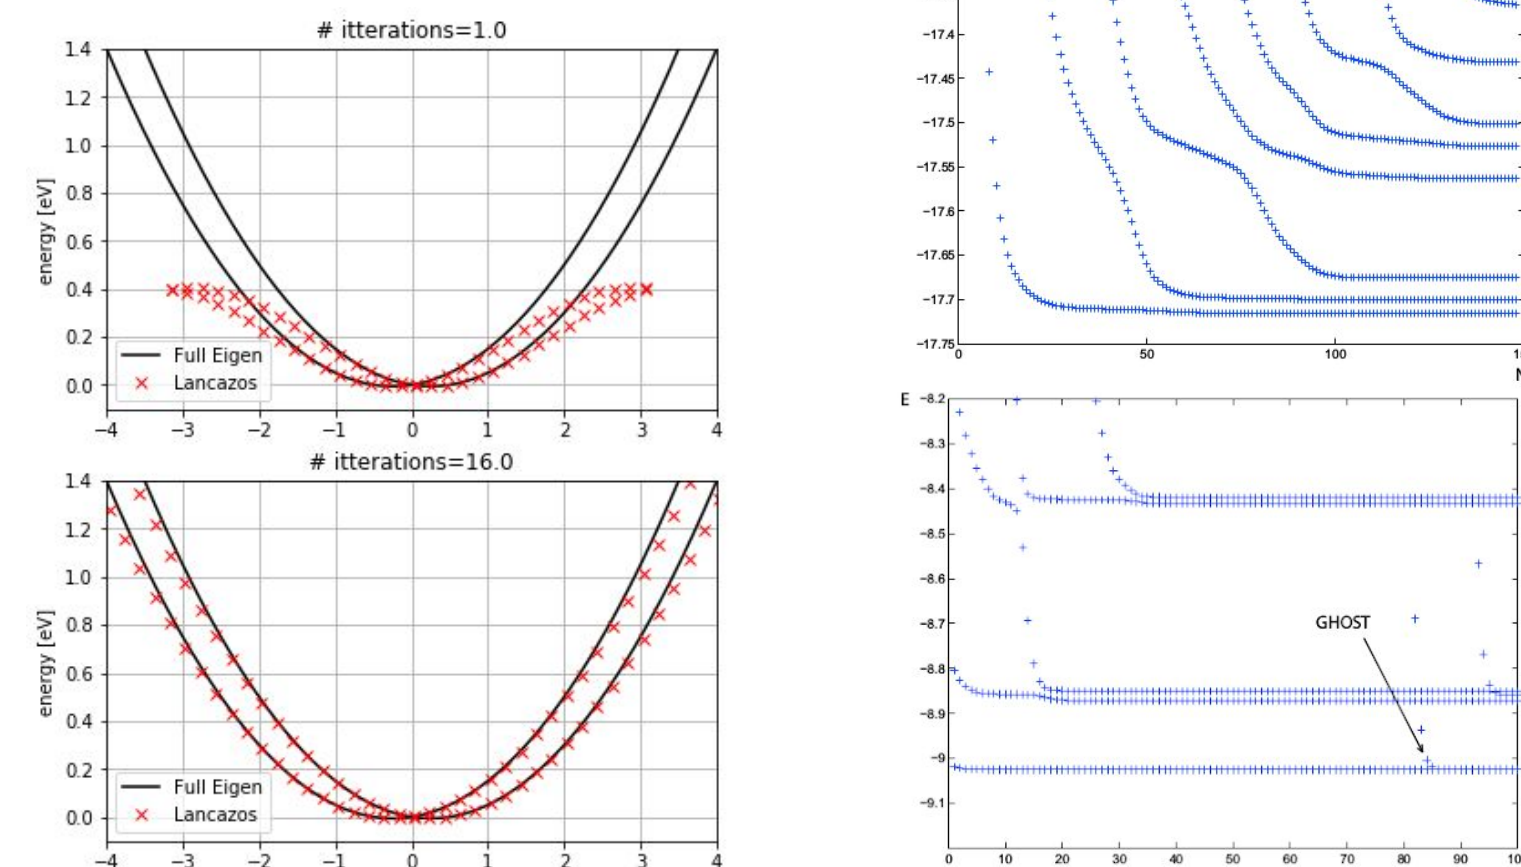 # itterations=1.0
1.4
1.2
1.0
0.8
0.6
0.4
0.2
0.0
energy [eV]
Full Eigen
Lancazos
−4 −3 −2 −1 0 1 2 3 4
# itterations=16.0
1.4
1.2
1.0
0.8
0.6
0.4
0.2
0.0
energy [eV]
Full Eigen
Lancazos
−4 −3 −2 −1 0 1 2 3 4
−17.4
−17.45
−17.5
−17.55
−17.6
−17.65
−17.7
−17.75
0 50 100
E
−8.2
−8.3
−8.4
−8.5
−8.6
−8.7
−8.8
−8.9
−9
−9.1
GHOST
0 10 20 30 40 50 60 70 80 90